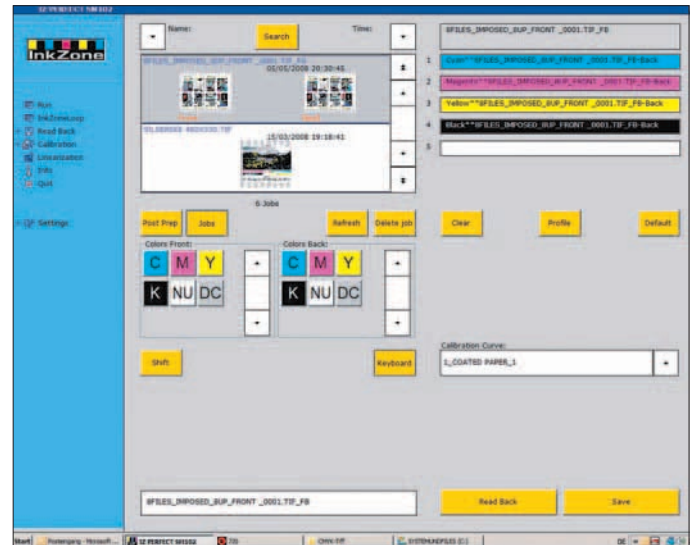 IZ PERFECT SM102
InkZone
Run
InkZoneLoop
Read Back
Calibration
Linearization
Info
Quit
Settings
Name:
Search
Time:
05/05/2008 20:30:45
15/03/2008 19:18:41
6 Jobs
Post Prep
Jobs
Refresh
Delete job
Colors Front:
C M Y
K NU DC
Colors Back:
C M Y
K NU DC
Shift
Keyboard
8FILES_IMPOSED_8UP_FRONT _0001.TIF_FB
1 Cyan**8FILES_IMPOSED_8UP_FRONT _0001.TIF_FB-Back
2 Magenta**8FILES_IMPOSED_8UP_FRONT _0001.TIF_FB-Back
3 Yellow**8FILES_IMPOSED_8UP_FRONT _0001.TIF_FB-Back
4 Black**8FILES_IMPOSED_8UP_FRONT _0001.TIF_FB-Back
5
Clear
Profile
Default
Calibration Curve:
1_COATED PAPER_1
8FILES_IMPOSED_8UP_FRONT _0001.TIF_FB
Read Back
Save
Start
Posteingang - Microsoft ...
IZ PERFECT SM102
DE